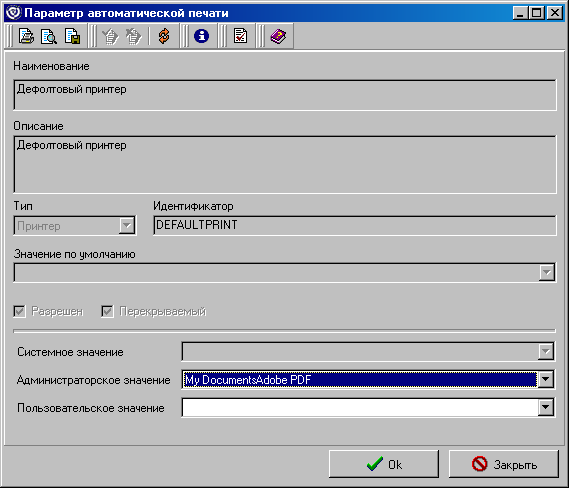 Параметр автоматической печати
Наименование
Дефолтовый принтер
Описание
Дефолтовый принтер
Тип
Идентификатор
Принтер
DEFAULTPRINT
Значение по умолчанию
Разрешен
Перекрываемый
Системное значение
Администраторское значение
My DocumentsAdobe PDF
Пользовательское значение
Ok
Закрыть